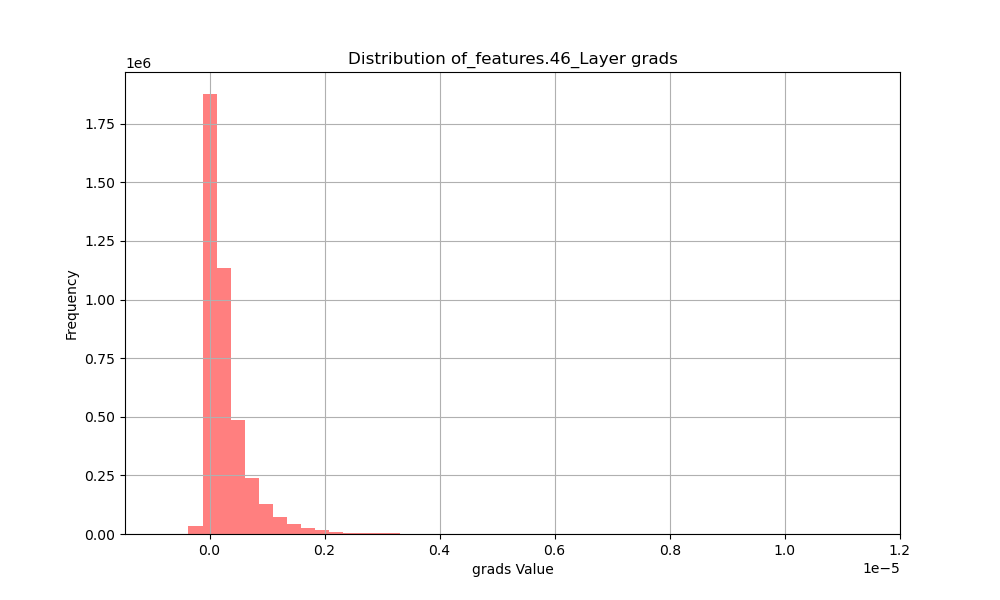 Distribution of_features.46_Layer grads
1e6
1.75
1.50
1.25
1.00
0.75
0.50
0.25
0.00
Frequency
0.0 0.2 0.4 0.6 0.8 1.0 1.2
grads Value
1e−5